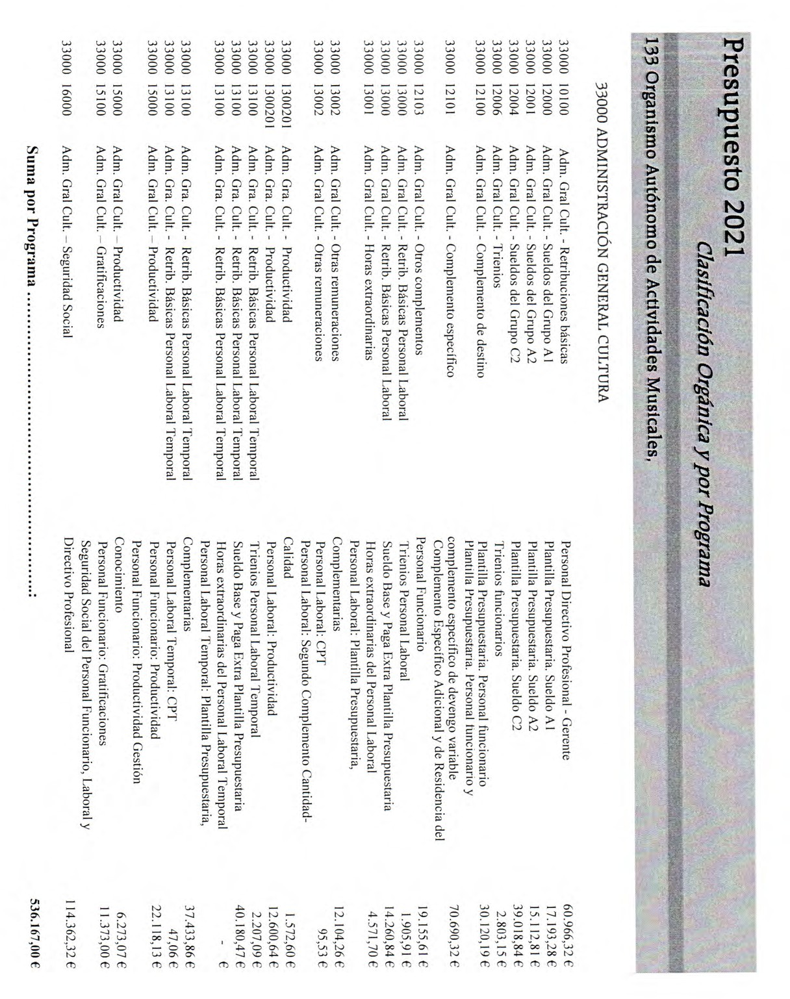 Presupuesto 2021
Clasificación Orgánica y por Programa
133 Organismo Autónomo de Actividades Musicales,
33000 ADMINISTRACIÓN GENERAL CULTURA
33000 10100 Adm. Gral Cult. - Retribuciones básicas Personal Directivo Profesional - Gerente 60.966,32 €
33000 12000 Adm. Gral Cult. - Sueldos del Grupo A1 Plantilla Presupuestaria. Sueldo A1 17.193,28 €
33000 12001 Adm. Gral Cult. - Sueldos del Grupo A2 Plantilla Presupuestaria. Sueldo A2 15.112,81 €
33000 12004 Adm. Gral Cult. - Sueldos del Grupo C2 Plantilla Presupuestaria. Sueldo C2 39.018,84 €
33000 12006 Adm. Gral Cult. - Trienios Trienios funcionarios 2.803,15 €
33000 12100 Adm. Gral Cult. - Complemento de destino Plantilla Presupuestaria. Personal funcionario 30.120,19 €
Plantilla Presupuestaria. Personal funcionario y
33000 12101 Adm. Gral Cult. - Complemento específico complemento específico de devengo variable 70.690,32 €
Complemento Específico Adicional y de Residencia del
33000 12103 Adm. Gral Cult. - Otros complementos Personal Funcionario 19.155,61 €
33000 13000 Adm. Gral Cult. - Retrib. Básicas Personal Laboral Trienios Personal Laboral 1.905,91 €
33000 13000 Adm. Gral Cult. - Retrib. Básicas Personal Laboral Sueldo Base y Paga Extra Plantilla Presupuestaria 14.260,84 €
33000 13001 Adm. Gral Cult. - Horas extraordinarias Horas extraordinarias del Personal Laboral 4.571,70 €
Personal Laboral: Plantilla Presupuestaria,
33000 13002 Adm. Gral Cult. - Otras remuneraciones Complementarias 12.104,26 €
33000 13002 Adm. Gral Cult. - Otras remuneraciones Personal Laboral: CPT 95,53 €
Personal Laboral: Segundo Complemento Cantidad-
33000 1300201 Adm. Gra. Cult. - Productividad Calidad 1.572,60 €
33000 1300201 Adm. Gra. Cult. - Productividad Personal Laboral: Productividad 12.600,64 €
33000 13100 Adm. Gra. Cult. - Retrib. Básicas Personal Laboral Temporal Trienios Personal Laboral Temporal 2.207,09 €
33000 13100 Adm. Gra. Cult. - Retrib. Básicas Personal Laboral Temporal Sueldo Base y Paga Extra Plantilla Presupuestaria 40.180,47 €
33000 13100 Adm. Gra. Cult. - Retrib. Básicas Personal Laboral Temporal Horas extraordinarias del Personal Laboral Temporal - €
Personal Laboral Temporal: Plantilla Presupuestaria,
33000 13100 Adm. Gra. Cult. - Retrib. Básicas Personal Laboral Temporal Complementarias 37.433,86 €
33000 13100 Adm. Gra. Cult. - Retrib. Básicas Personal Laboral Temporal Personal Laboral Temporal: CPT 47,06 €
33000 15000 Adm. Gral Cult. – Productividad Personal Funcionario: Productividad 22.118,13 €
Personal Funcionario: Productividad Gestión
33000 15000 Adm. Gral Cult. – Productividad Conocimiento 6.273,07 €
33000 15100 Adm. Gral Cult. – Gratificaciones Personal Funcionario: Gratificaciones 11.373,00 €
Seguridad Social del Personal Funcionario, Laboral y
33000 16000 Adm. Gral Cult. – Seguridad Social Directivo Profesional 114.362,32 €
Suma por Programa ..................................................................: 536.167,00 €